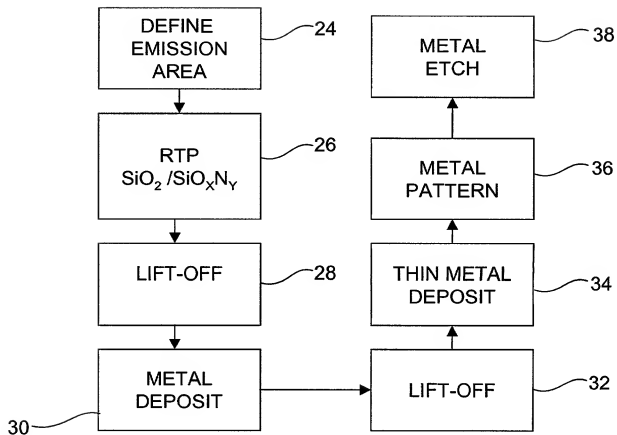 DEFINE
EMISSION
AREA
24
RTP
SiO₂ /SiOₓNᵧ
26
LIFT-OFF
28
METAL
DEPOSIT
30
LIFT-OFF
32
THIN METAL
DEPOSIT
34
METAL
PATTERN
36
METAL
ETCH
38